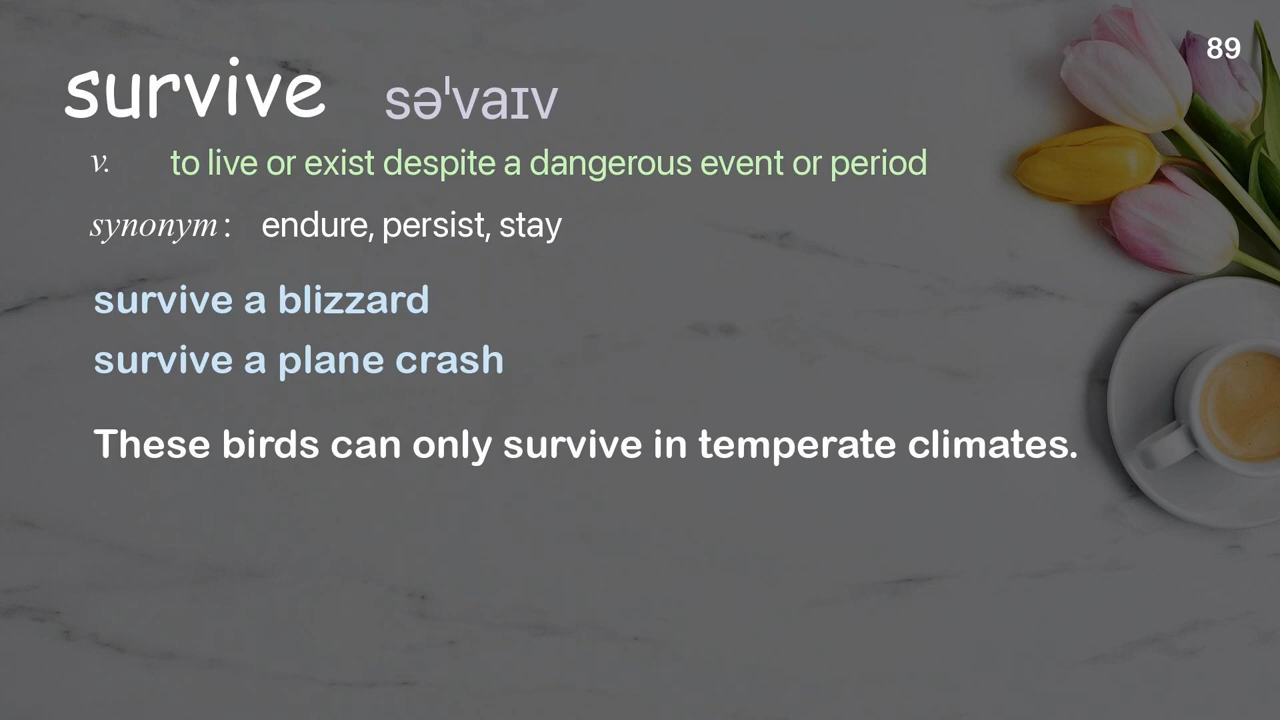 89
survive səˈvaɪv
v. to live or exist despite a dangerous event or period
synonym : endure, persist, stay
survive a blizzard
survive a plane crash
These birds can only survive in temperate climates.